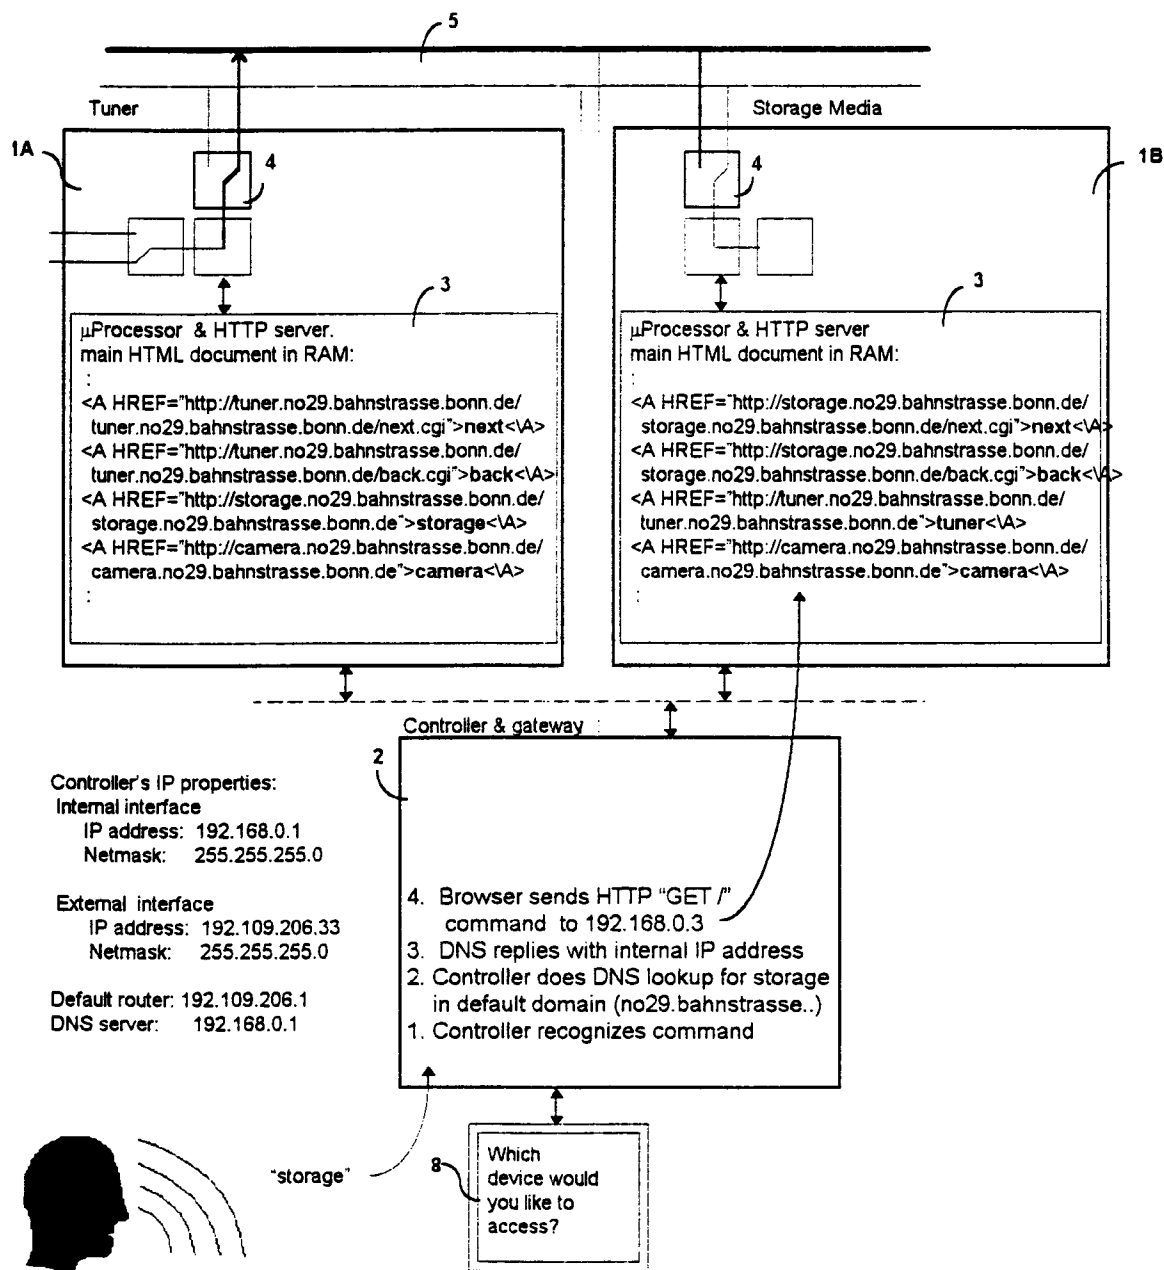 5
Tuner
Storage Media
1A
4
4
1B
3
3
µProcessor & HTTP server.
main HTML document in RAM:
:
<A HREF="http://tuner.no29.bahnstrasse.bonn.de/
tuner.no29.bahnstrasse.bonn.de/next.cgi">next<\A>
<A HREF="http://tuner.no29.bahnstrasse.bonn.de/
tuner.no29.bahnstrasse.bonn.de/back.cgi">back<\A>
<A HREF="http://storage.no29.bahnstrasse.bonn.de/
storage.no29.bahnstrasse.bonn.de">storage<\A>
<A HREF="http://camera.no29.bahnstrasse.bonn.de/
camera.no29.bahnstrasse.bonn.de">camera<\A>
:
µProcessor & HTTP server
main HTML document in RAM:
:
<A HREF="http://storage.no29.bahnstrasse.bonn.de/
storage.no29.bahnstrasse.bonn.de/next.cgi">next<\A>
<A HREF="http://storage.no29.bahnstrasse.bonn.de/
storage.no29.bahnstrasse.bonn.de/back.cgi">back<\A>
<A HREF="http://tuner.no29.bahnstrasse.bonn.de/
tuner.no29.bahnstrasse.bonn.de">tuner<\A>
<A HREF="http://camera.no29.bahnstrasse.bonn.de/
camera.no29.bahnstrasse.bonn.de">camera<\A>
:
Controller & gateway
2
Controller's IP properties:
Internal interface
IP address: 192.168.0.1
Netmask: 255.255.255.0
External interface
IP address: 192.109.206.33
Netmask: 255.255.255.0
Default router: 192.109.206.1
DNS server: 192.168.0.1
4. Browser sends HTTP "GET /"
command to 192.168.0.3
3. DNS replies with internal IP address
2. Controller does DNS lookup for storage
in default domain (no29.bahnstrasse..)
1. Controller recognizes command
"storage"
8
Which
device would
you like to
access?